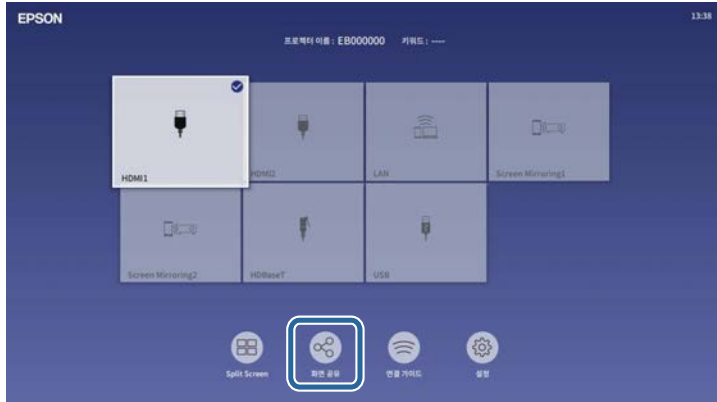 EPSON
13:38
프로젝터 이름 : EB000000 키워드 : ----
HDMI1
HDMI2
LAN
Screen Mirroring1
Screen Mirroring2
HDBaseT
USB
Split Screen
화면 공유
연결 가이드
설정